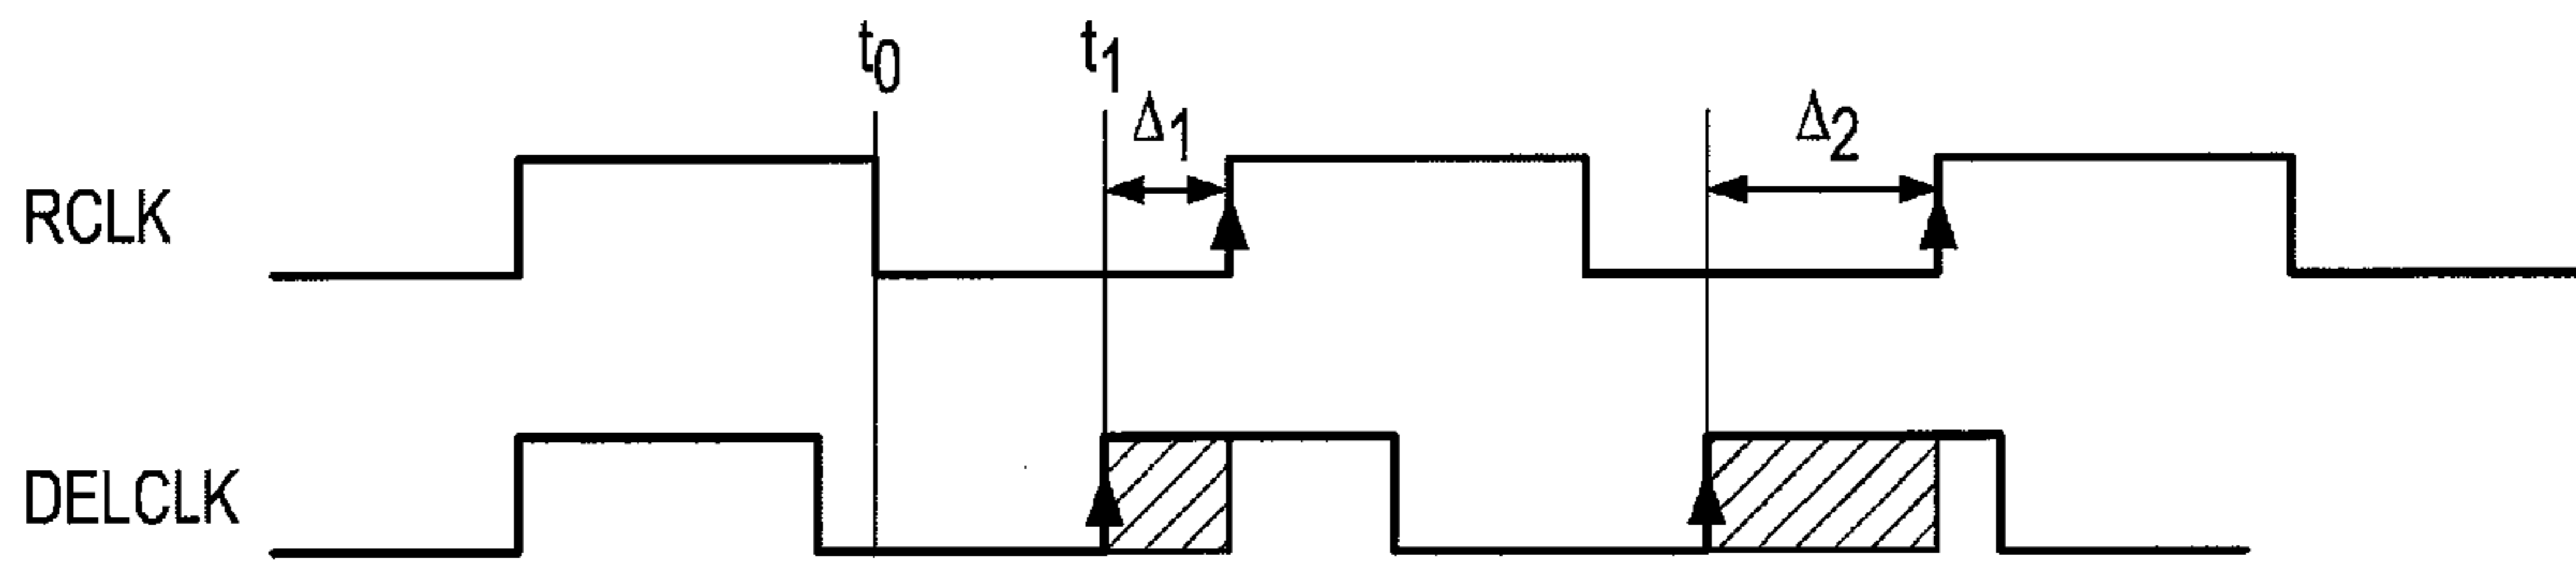 t0
t1
Δ1
Δ2
RCLK
DELCLK